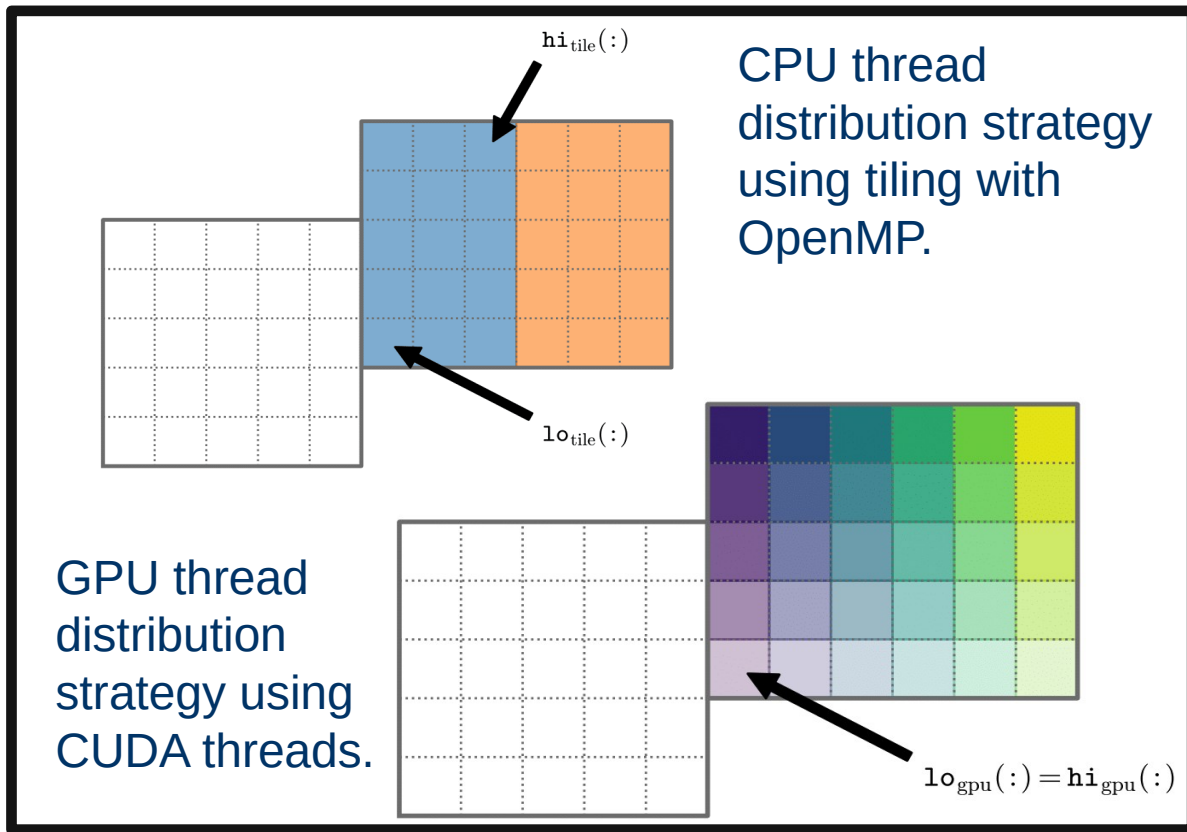 hi_tile(:)
CPU thread
distribution strategy
using tiling with
OpenMP.
lo_tile(:)
GPU thread
distribution
strategy using
CUDA threads.
lo_gpu(:) = hi_gpu(:)